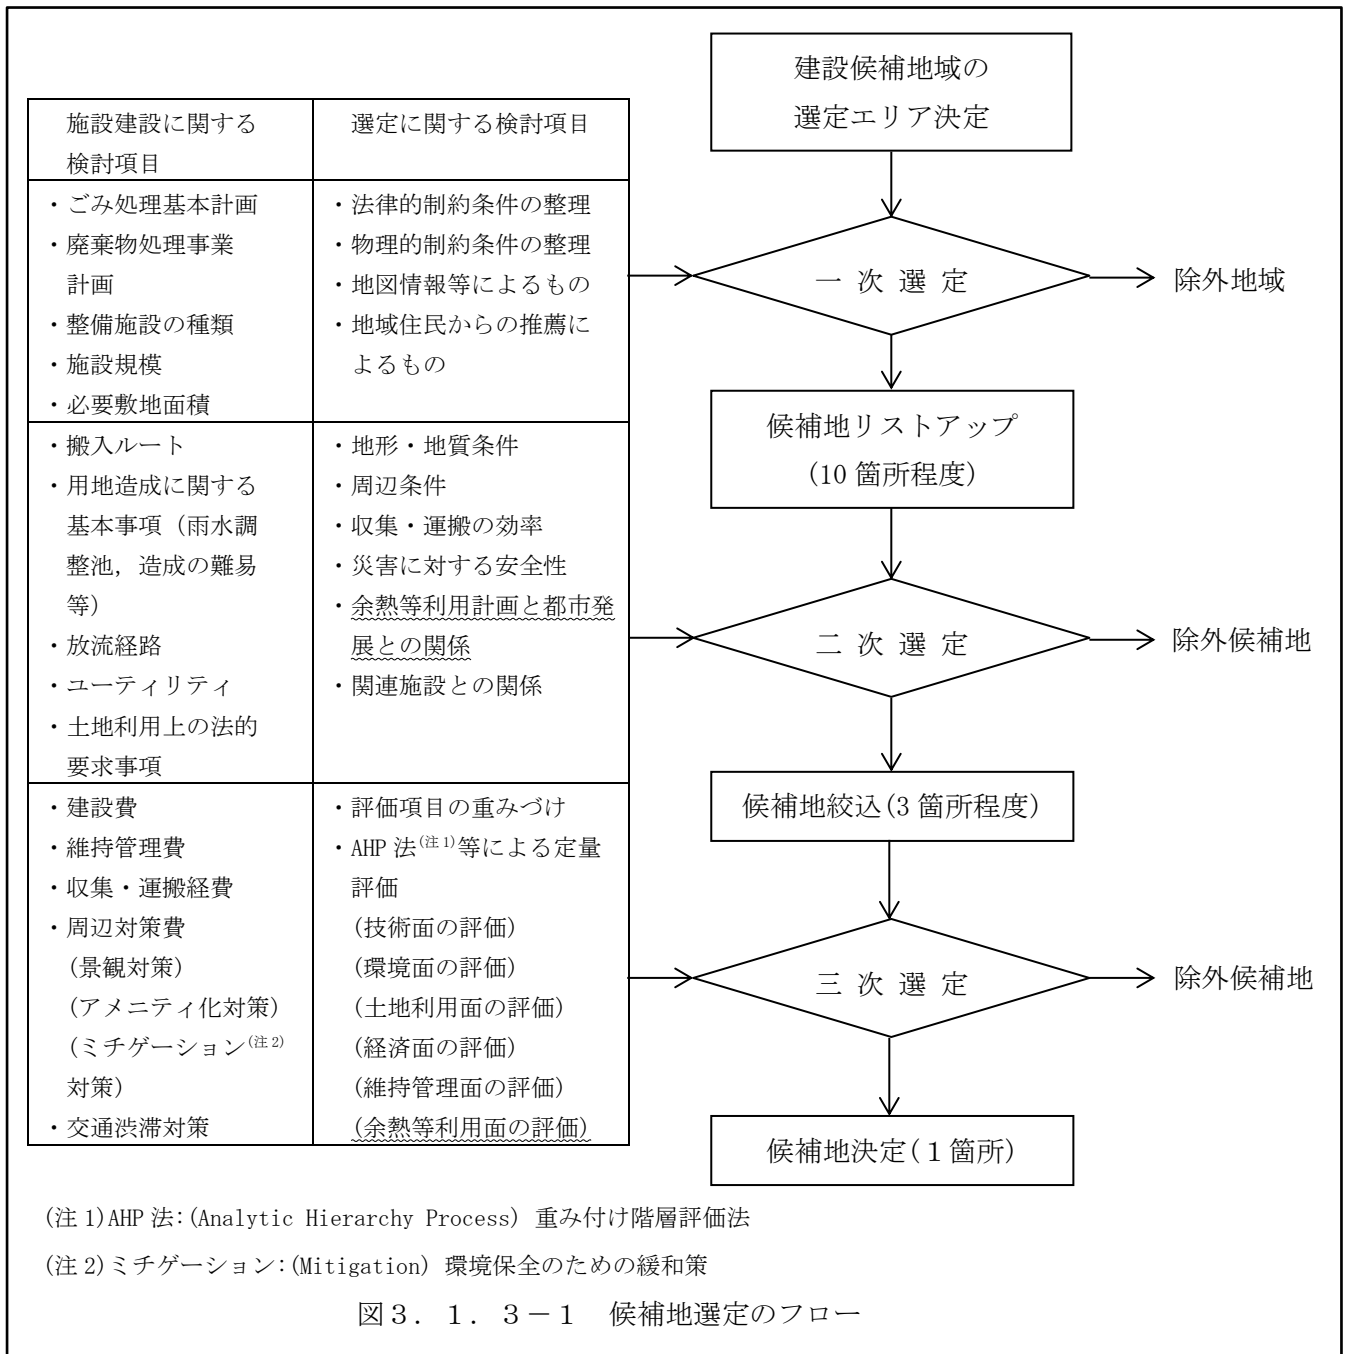 建設候補地域の
選定エリア決定
施設建設に関する
検討項目
選定に関する検討項目
・ごみ処理基本計画
・廃棄物処理事業
計画
・整備施設の種類
・施設規模
・必要敷地面積
・法律的制約条件の整理
・物理的制約条件の整理
・地図情報等によるもの
・地域住民からの推薦に
よるもの
一 次 選 定
除外地域
候補地リストアップ
(10 箇所程度)
・搬入ルート
・用地造成に関する
基本事項（雨水調
整池，造成の難易
等）
・放流経路
・ユーティリティ
・土地利用上の法的
要求事項
・地形・地質条件
・周辺条件
・収集・運搬の効率
・災害に対する安全性
・余熱等利用計画と都市発
展との関係
・関連施設との関係
二 次 選 定
除外候補地
候補地絞込(3 箇所程度)
・建設費
・維持管理費
・収集・運搬経費
・周辺対策費
(景観対策)
(アメニティ化対策)
(ミチゲーション(注 2)
対策)
・交通渋滞対策
・評価項目の重みづけ
・AHP 法(注 1)等による定量
評価
(技術面の評価)
(環境面の評価)
(土地利用面の評価)
(経済面の評価)
(維持管理面の評価)
(余熱等利用面の評価)
三 次 選 定
除外候補地
候補地決定(１箇所)
(注 1)AHP 法:(Analytic Hierarchy Process) 重み付け階層評価法
(注 2)ミチゲーション:(Mitigation) 環境保全のための緩和策
図３．１．３－１　候補地選定のフロー